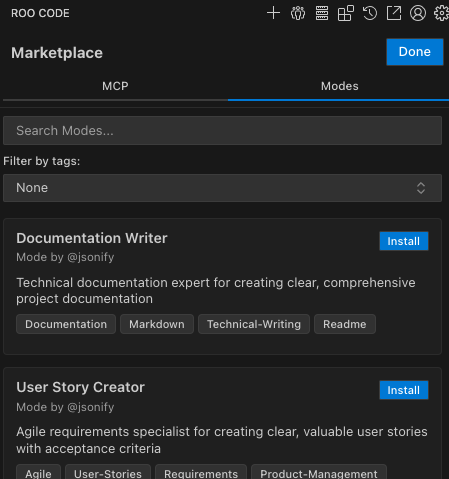 ROO CODE
Marketplace
Done
MCP
Modes
Search Modes...
Filter by tags:
None
Documentation Writer
Install
Mode by @jsonify
Technical documentation expert for creating clear, comprehensive
project documentation
Documentation
Markdown
Technical-Writing
Readme
User Story Creator
Install
Mode by @jsonify
Agile requirements specialist for creating clear, valuable user stories
with acceptance criteria
Agile
User-Stories
Requirements
Product-Management